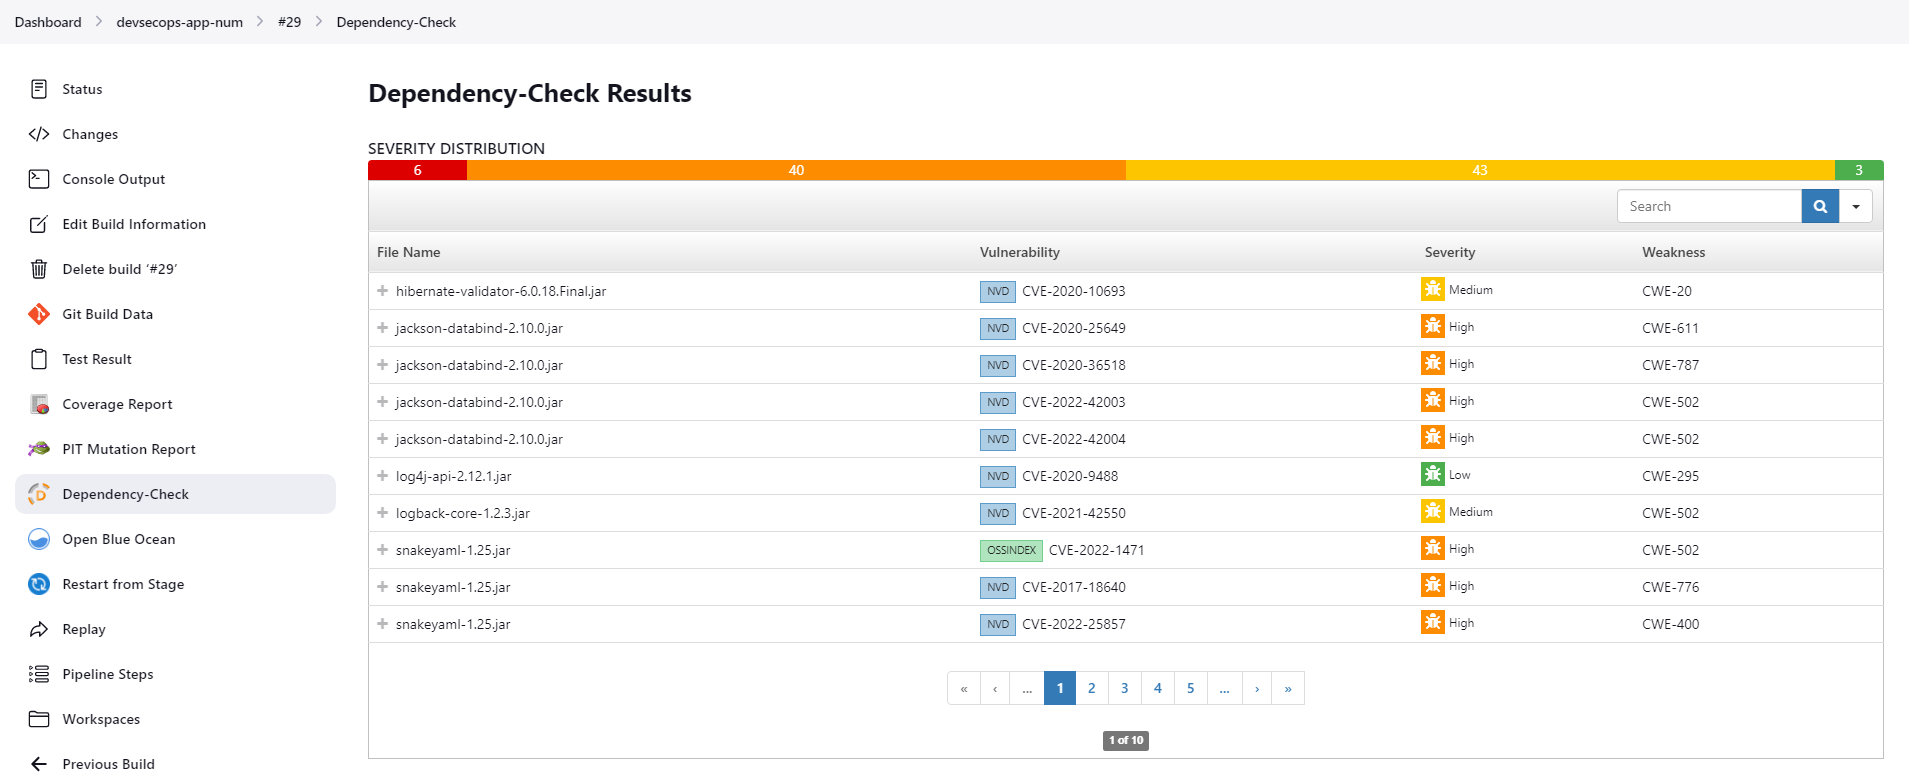 Dashboard > devsecops-app-num > #29 > Dependency-Check
Status
Changes
Console Output
Edit Build Information
Delete build ‘#29’
Git Build Data
Test Result
Coverage Report
PIT Mutation Report
Dependency-Check
Open Blue Ocean
Restart from Stage
Replay
Pipeline Steps
Workspaces
Previous Build
Dependency-Check Results
SEVERITY DISTRIBUTION
6 40 43 3
Search
File Name Vulnerability Severity Weakness
hibernate-validator-6.0.18.Final.jar NVD CVE-2020-10693 Medium CWE-20
jackson-databind-2.10.0.jar NVD CVE-2020-25649 High CWE-611
jackson-databind-2.10.0.jar NVD CVE-2020-36518 High CWE-787
jackson-databind-2.10.0.jar NVD CVE-2022-42003 High CWE-502
jackson-databind-2.10.0.jar NVD CVE-2022-42004 High CWE-502
log4j-api-2.12.1.jar NVD CVE-2020-9488 Low CWE-295
logback-core-1.2.3.jar NVD CVE-2021-42550 Medium CWE-502
snakeyaml-1.25.jar OSSINDEX CVE-2022-1471 High CWE-502
snakeyaml-1.25.jar NVD CVE-2017-18640 High CWE-776
snakeyaml-1.25.jar NVD CVE-2022-25857 High CWE-400
« ‹ ... 1 2 3 4 5 ... › »
1 of 10